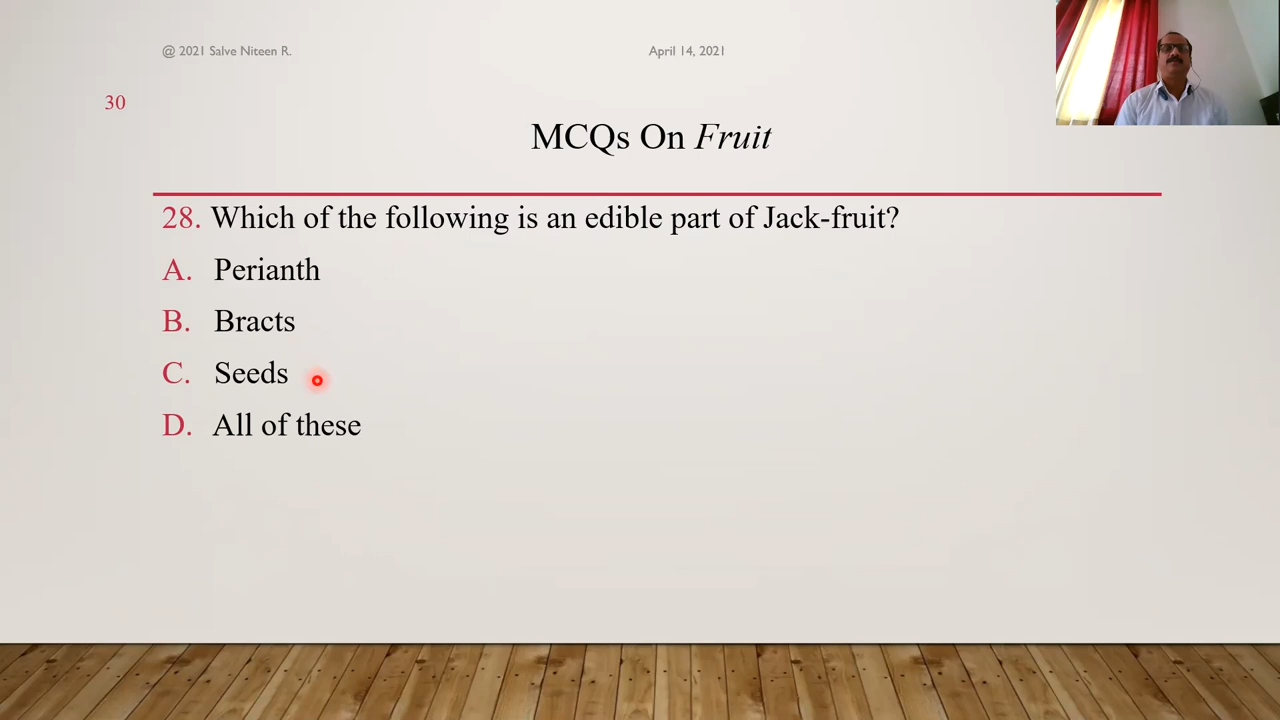 @ 2021 Salve Niteen R.
April 14, 2021
30
MCQs On Fruit
28. Which of the following is an edible part of Jack-fruit?
A. Perianth
B. Bracts
C. Seeds
D. All of these